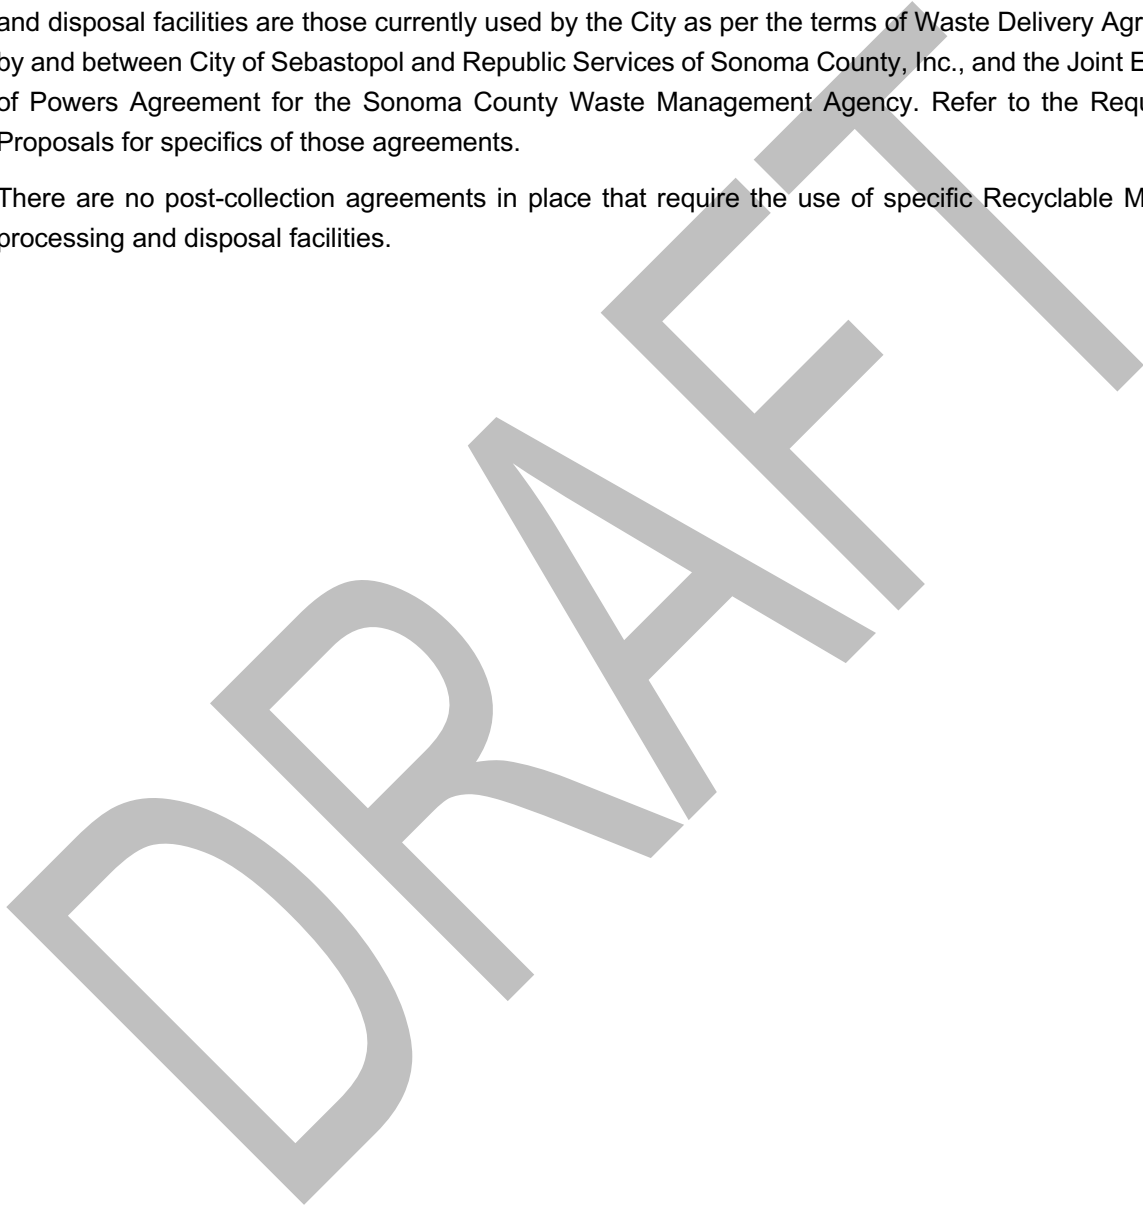 and disposal facilities are those currently used by the City as per the terms of Waste Delivery Agr
by and between City of Sebastopol and Republic Services of Sonoma County, Inc., and the Joint E
of Powers Agreement for the Sonoma County Waste Management Agency. Refer to the Requ
Proposals for specifics of those agreements.
There are no post-collection agreements in place that require the use of specific Recyclable M
processing and disposal facilities.
DRAFT